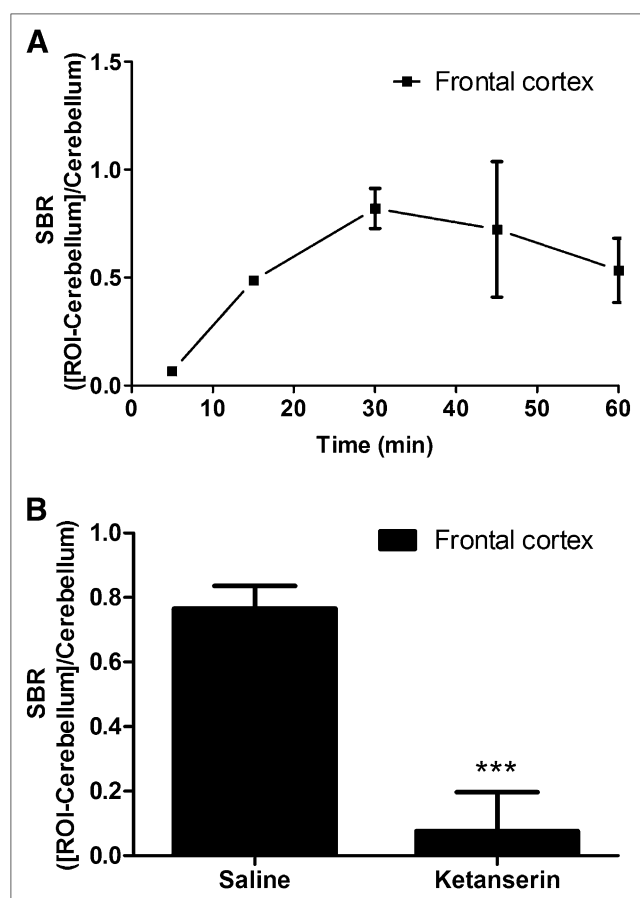 A
SBR
([ROI-Cerebellum]/Cerebellum)
1.5
1.0
0.5
0.0
Frontal cortex
0 10 20 30 40 50 60
Time (min)
B
SBR
([ROI-Cerebellum]/Cerebellum)
1.0
0.8
0.6
0.4
0.2
0.0
Frontal cortex
***
Saline Ketanserin